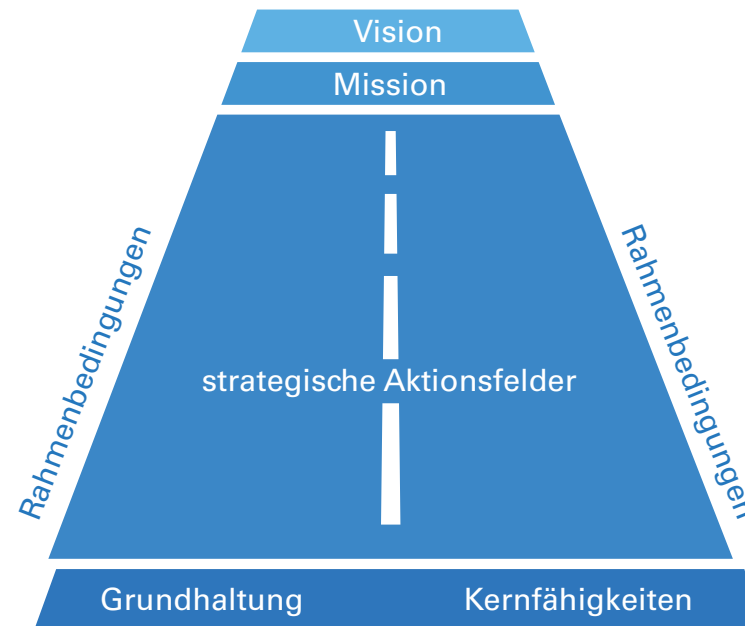 Vision
Mission
Rahmenbedingungen
Rahmenbedingungen
strategische Aktionsfelder
Grundhaltung
Kernfähigkeiten